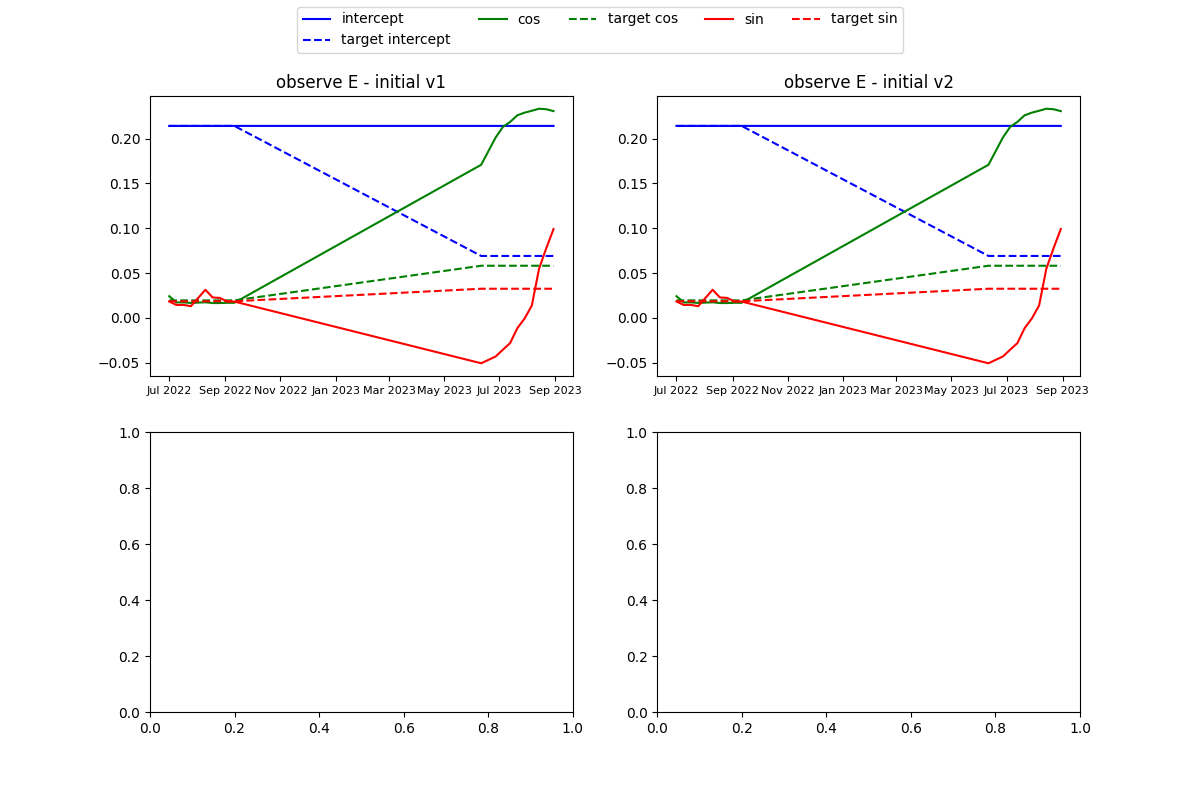 intercept cos target cos sin target sin
target intercept
observe E - initial v1 observe E - initial v2
0.20 0.20
0.15 0.15
0.10 0.10
0.05 0.05
0.00 0.00
−0.05 −0.05
Jul 2022 Sep 2022 Nov 2022 Jan 2023 Mar 2023 May 2023 Jul 2023 Sep 2023 Jul 2022 Sep 2022 Nov 2022 Jan 2023 Mar 2023 May 2023 Jul 2023 Sep 2023
1.0 1.0
0.8 0.8
0.6 0.6
0.4 0.4
0.2 0.2
0.0 0.0
0.0 0.2 0.4 0.6 0.8 1.0 0.0 0.2 0.4 0.6 0.8 1.0